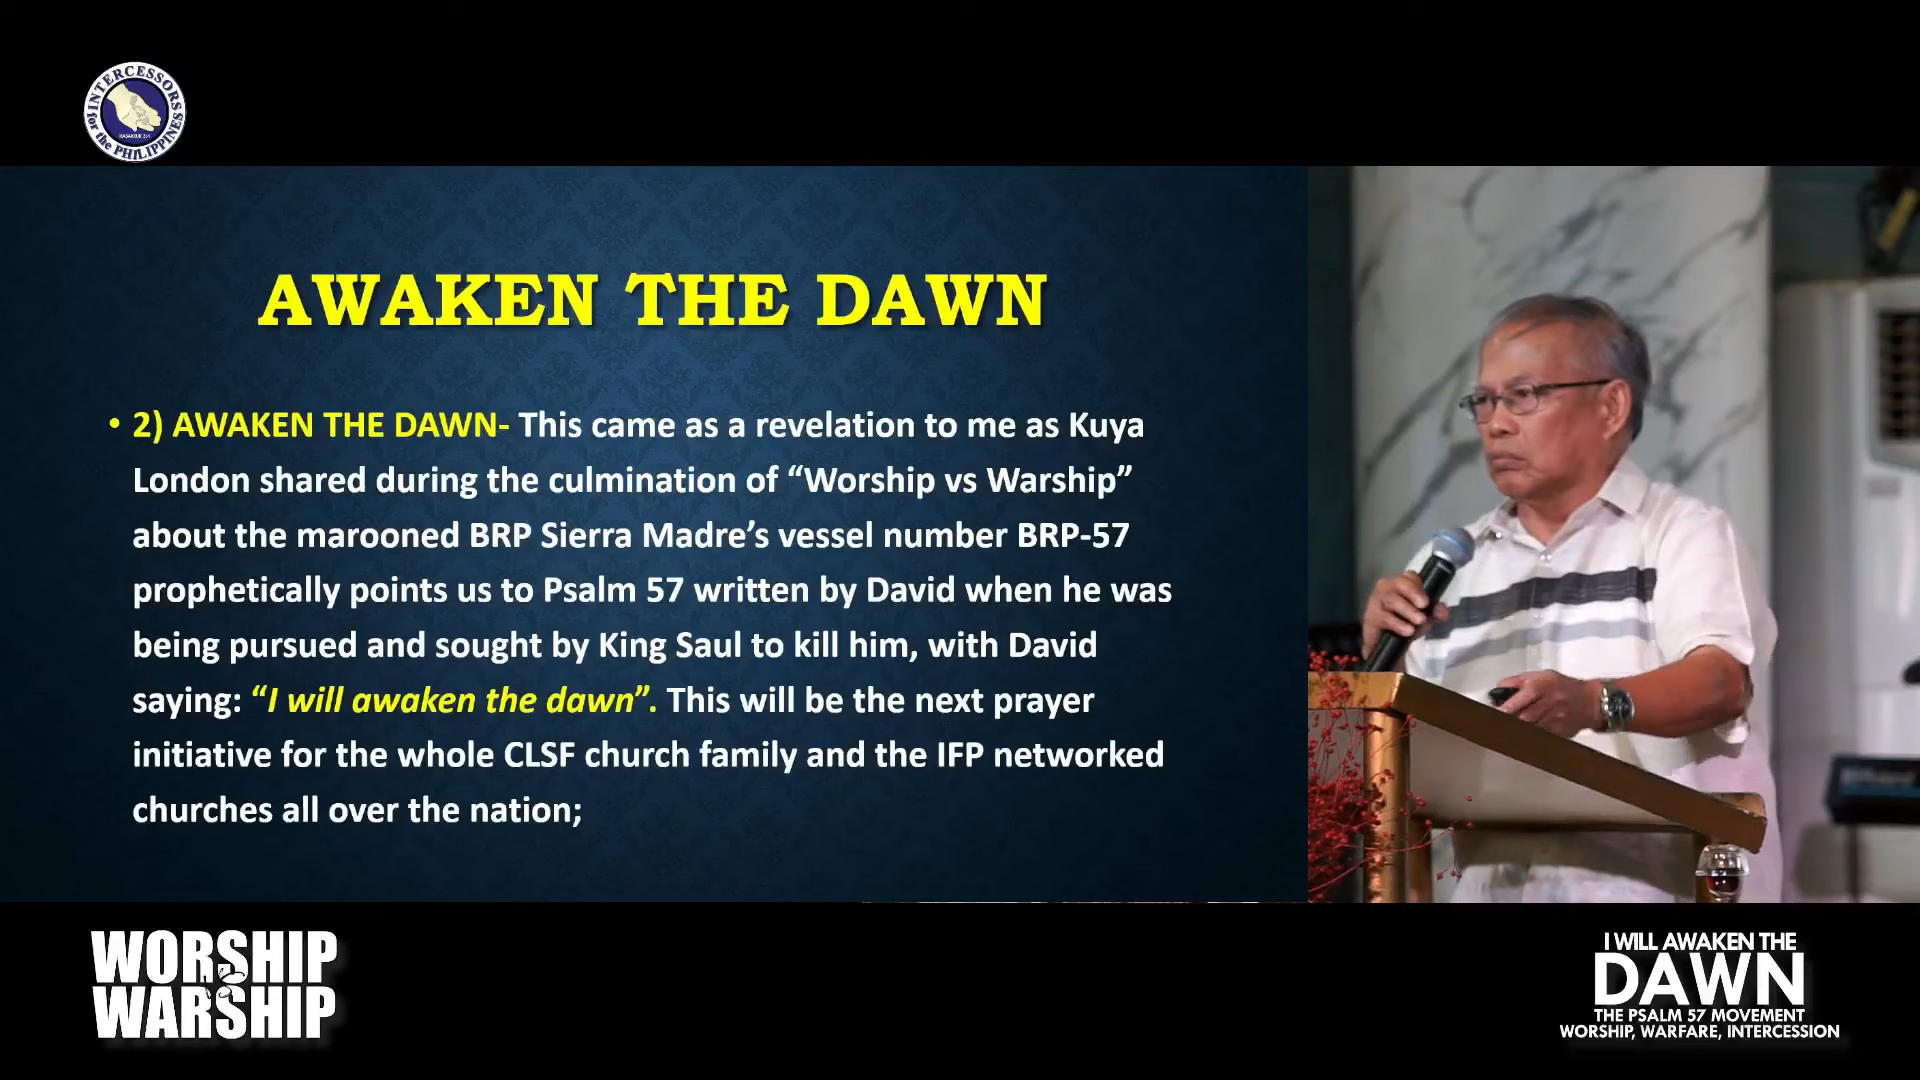 INTERCESSORS
for the PHILIPPINES
AWAKEN THE DAWN
• 2) AWAKEN THE DAWN- This came as a revelation to me as Kuya
London shared during the culmination of “Worship vs Warship”
about the marooned BRP Sierra Madre’s vessel number BRP-57
prophetically points us to Psalm 57 written by David when he was
being pursued and sought by King Saul to kill him, with David
saying: “I will awaken the dawn”. This will be the next prayer
initiative for the whole CLSF church family and the IFP networked
churches all over the nation;
WORSHIP
WARSHIP
I WILL AWAKEN THE
DAWN
THE PSALM 57 MOVEMENT
WORSHIP, WARFARE, INTERCESSION